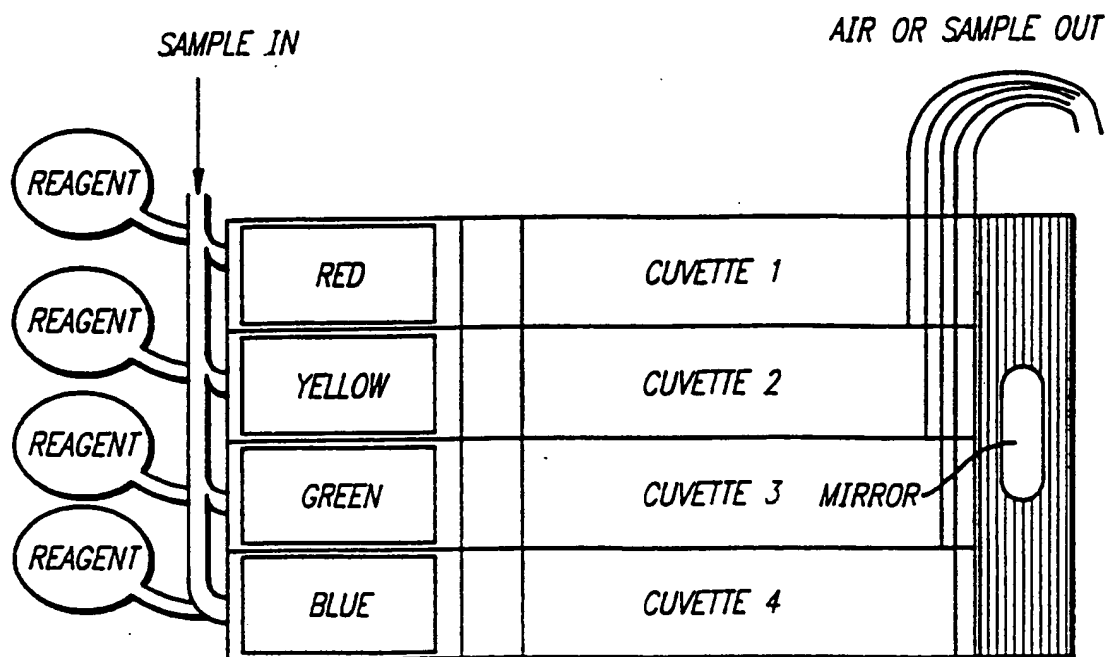 SAMPLE IN
AIR OR SAMPLE OUT
REAGENT
RED
CUVETTE 1
REAGENT
YELLOW
CUVETTE 2
REAGENT
GREEN
CUVETTE 3
MIRROR
REAGENT
BLUE
CUVETTE 4